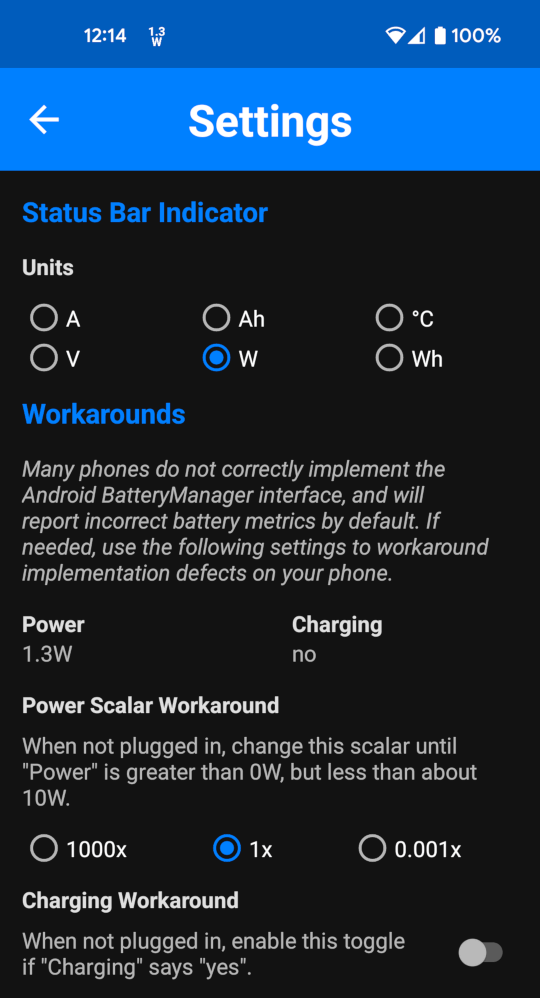 12:14 1.3 W 100%
Settings
Status Bar Indicator
Units
A Ah °C
V W Wh
Workarounds
Many phones do not correctly implement the
Android BatteryManager interface, and will
report incorrect battery metrics by default. If
needed, use the following settings to workaround
implementation defects on your phone.
Power Charging
1.3W no
Power Scalar Workaround
When not plugged in, change this scalar until
"Power" is greater than 0W, but less than about
10W.
1000x 1x 0.001x
Charging Workaround
When not plugged in, enable this toggle
if "Charging" says "yes".